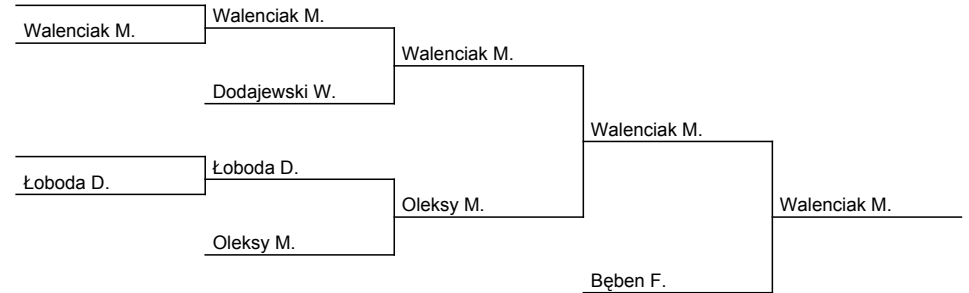 Walenciak M.
Walenciak M.
Walenciak M.
Dodajewski W.
Walenciak M.
Łoboda D.
Łoboda D.
Oleksy M.
Walenciak M.
Oleksy M.
Bęben F.